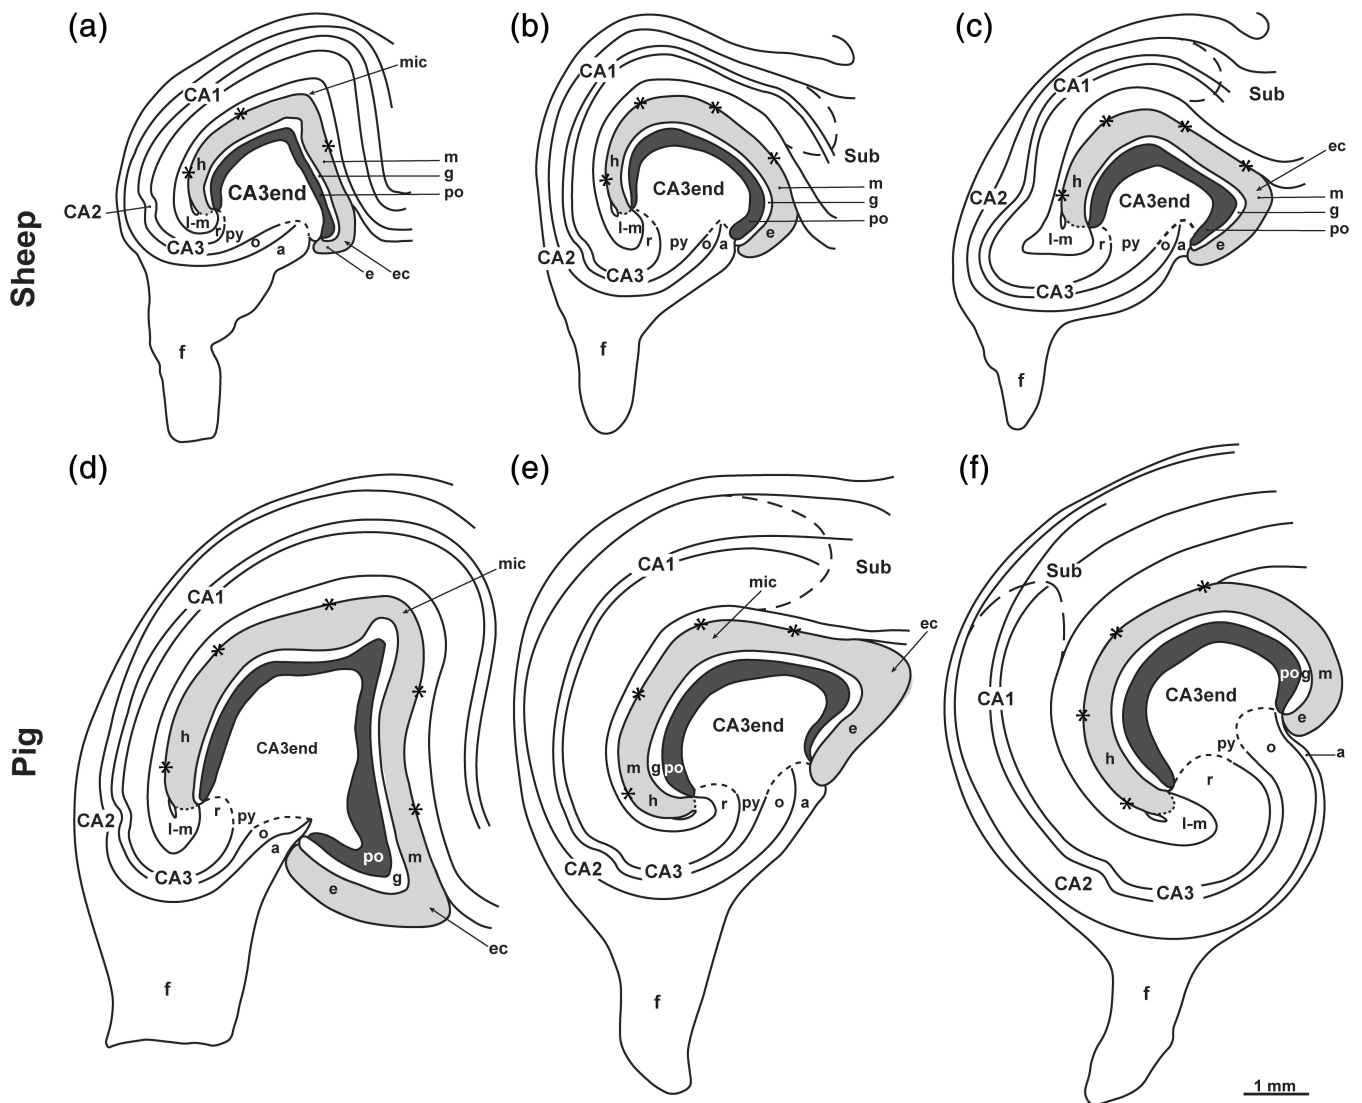 Sheep
(a)
mic
CA1
h
m
g
po
CA3end
CA2
l-m
r
py
o
a
CA3
e
ec
f
(b)
CA1
Sub
h
CA3end
m
g
po
l-m
r
py
o
a
e
CA2
CA3
f
(c)
CA1
Sub
ec
h
m
CA2
CA3end
g
po
l-m
r
py
o
a
e
CA3
f
Pig
(d)
mic
CA1
h
CA3end
r
l-m
py
o
a
CA2
CA3
po
g
m
e
ec
f
(e)
CA1
Sub
mic
ec
CA3end
e
m
g
po
h
r
py
o
a
CA2
CA3
f
(f)
Sub
CA1
CA3end
po
g
m
e
py
o
a
h
r
l-m
CA2
CA3
f
1 mm